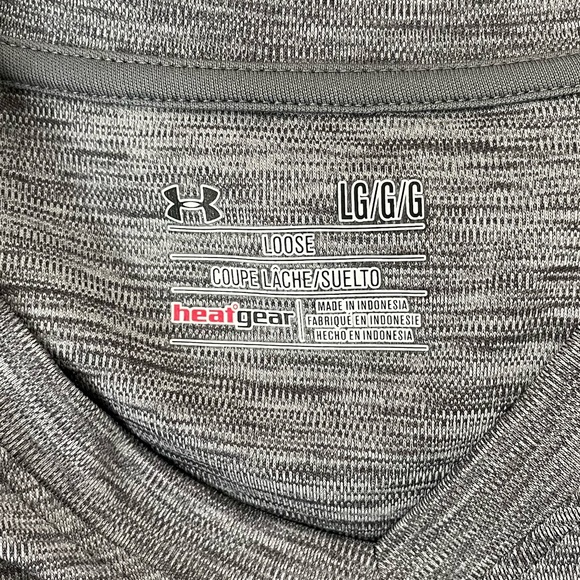 LG/G/G
LOOSE
COUPE LÂCHE/SUELTO
heatgear
MADE IN INDONESIA
FABRIQUÉ EN INDONÉSIE
HECHO EN INDONESIA